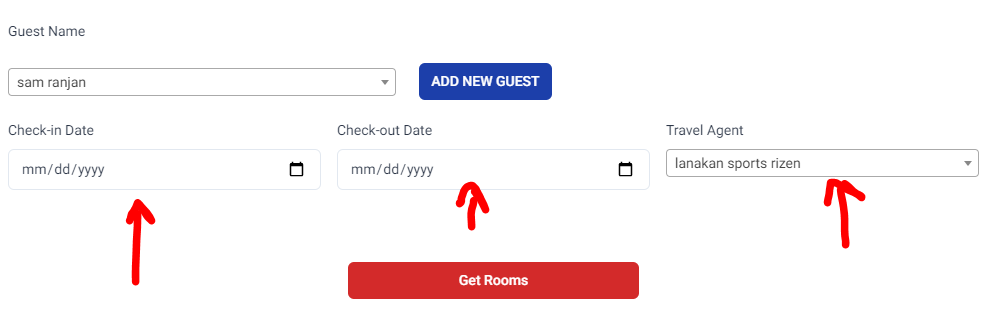 Guest Name
sam ranjan
ADD NEW GUEST
Check-in Date
Check-out Date
Travel Agent
mm/dd/yyyy
mm/dd/yyyy
lanakan sports rizen
Get Rooms